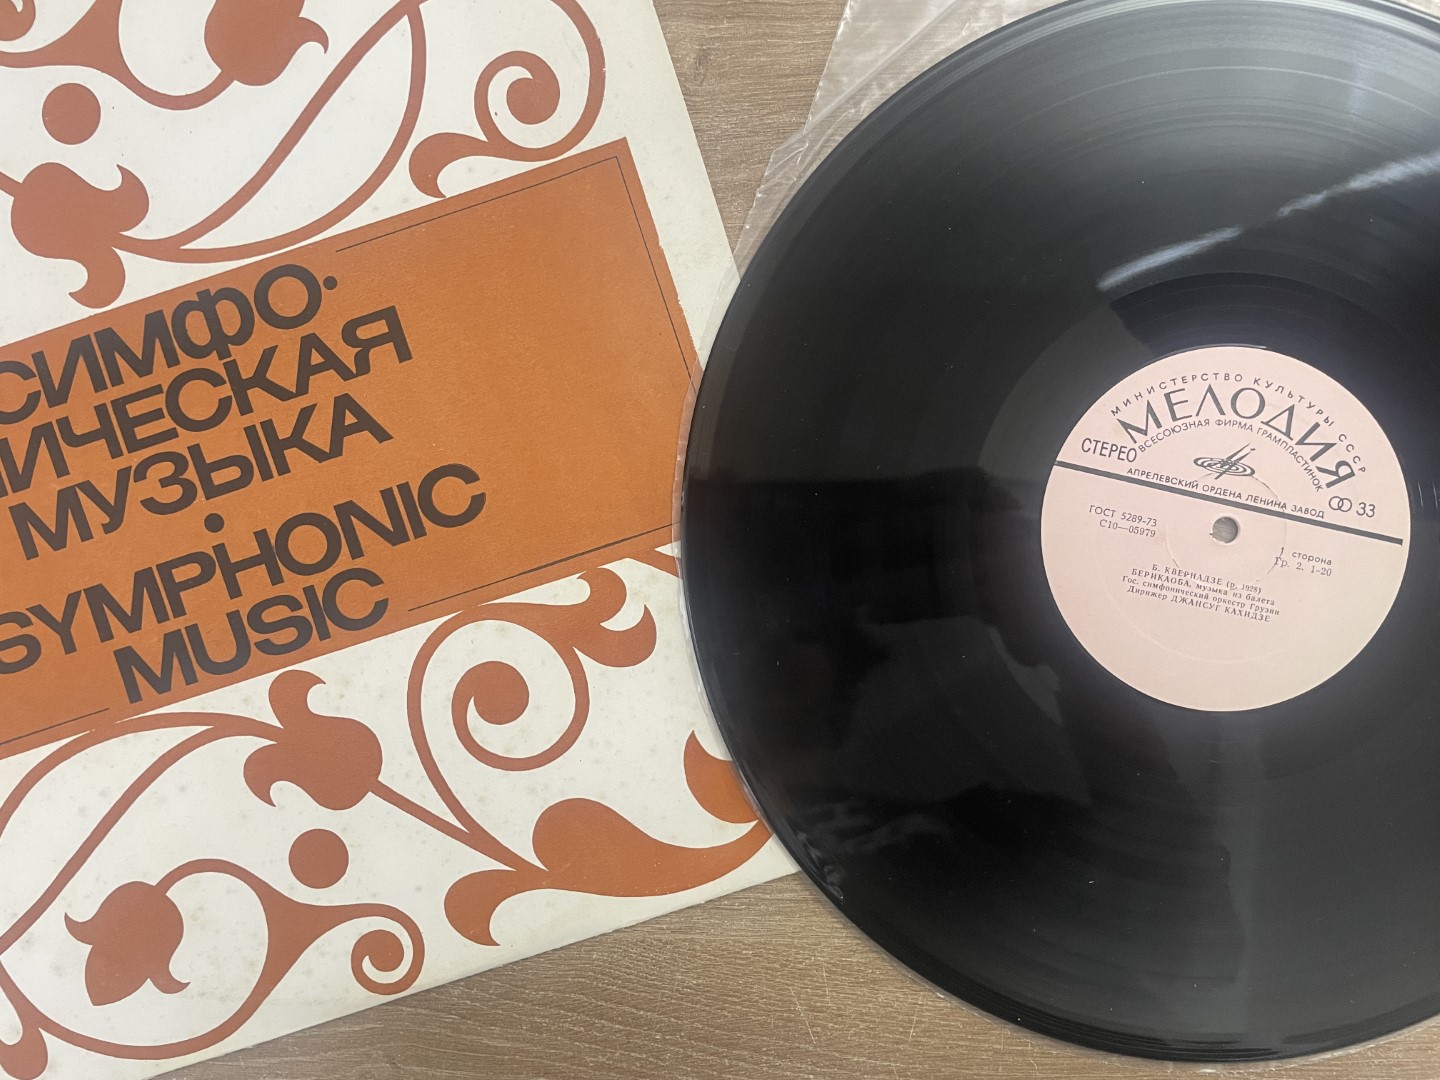 СИМФО·
НИЧЕСКАЯ
МУЗЫКА
·
SYMPHONIC
MUSIC
МИНИСТЕРСТВО КУЛЬТУРЫ СССР
МЕЛОДИЯ
ВСЕСОЮЗНАЯ ФИРМА ГРАМПЛАСТИНОК
СТЕРЕО
33
АПРЕЛЕВСКИЙ ОРДЕНА ЛЕНИНА ЗАВОД
ГОСТ 5289-73
С10—05979
1 сторона
Гр. 2. 1-20
Б. КВЕРНАДЗЕ (р. 1928)
БЕРИКАОБА, музыка из балета
Гос. симфонический оркестр Грузии
Дирижер ДЖАНСУГ КАХИДЗЕ